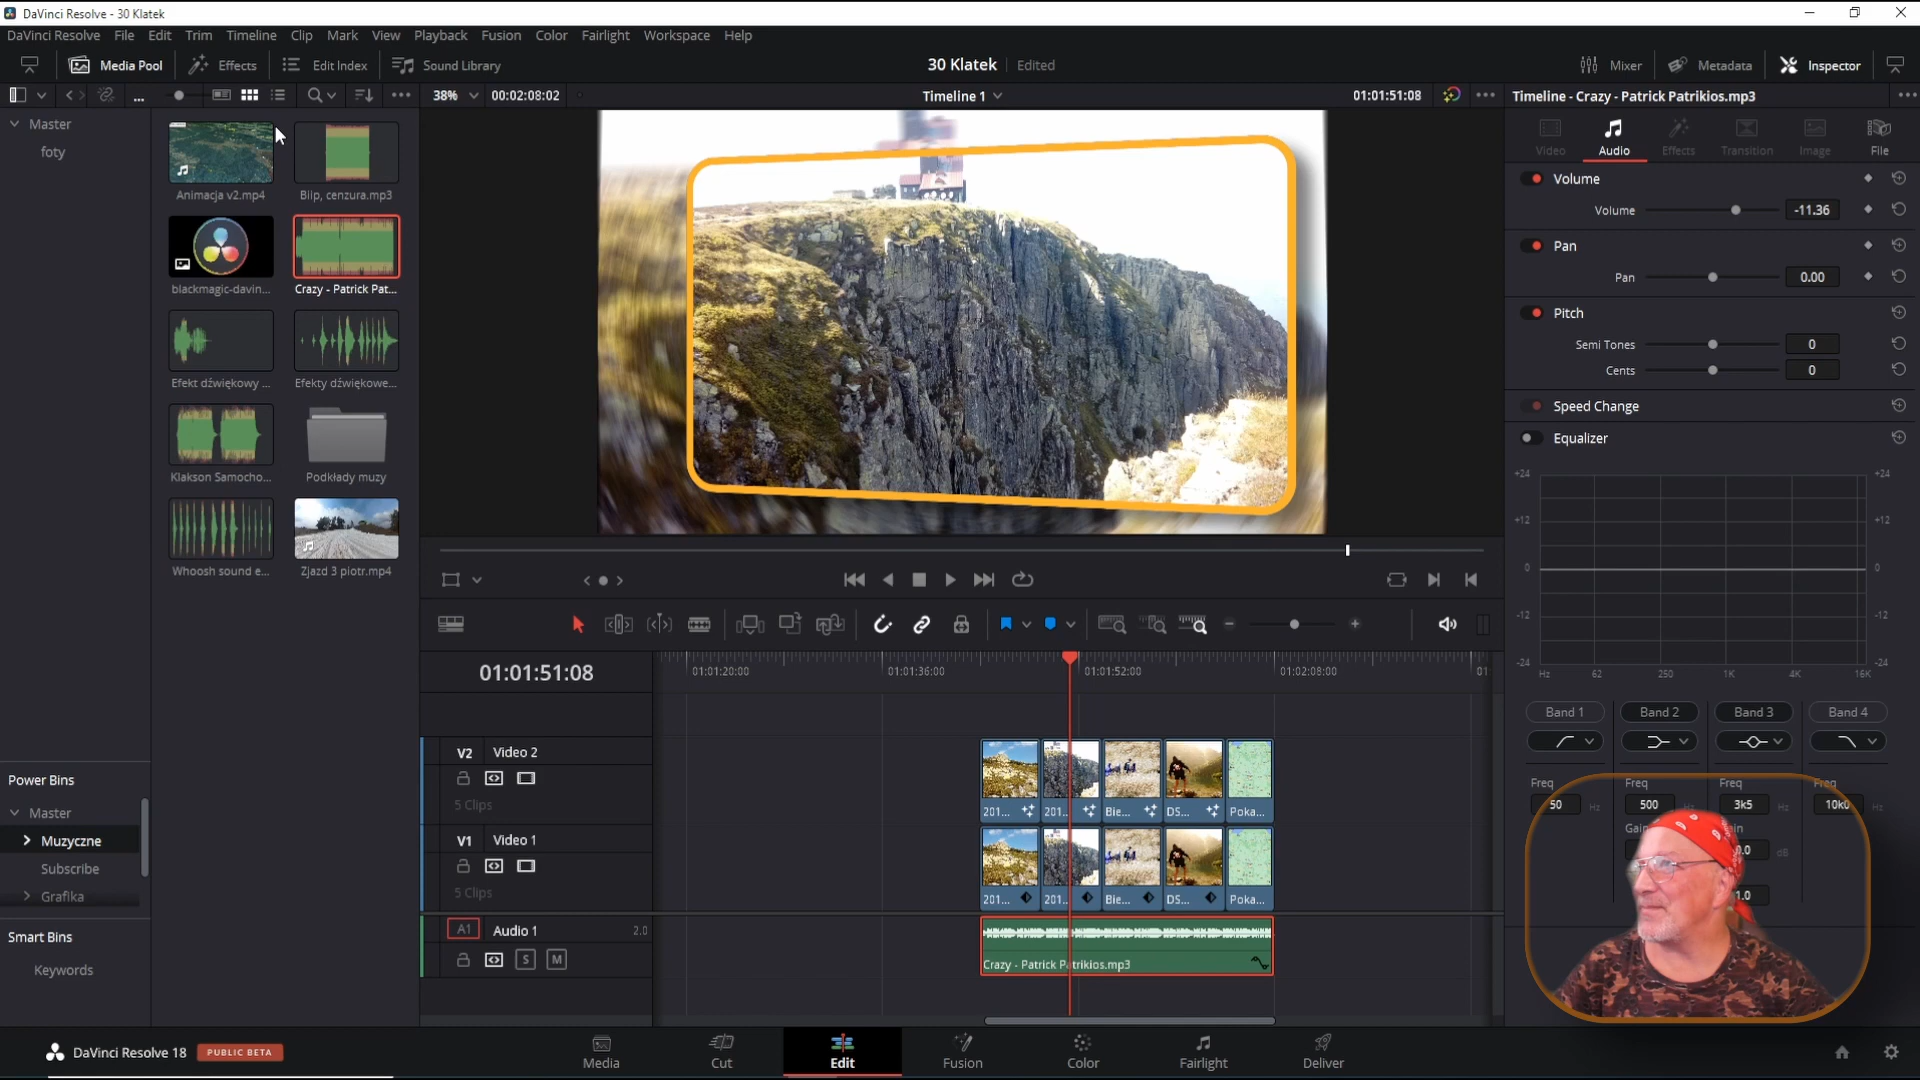 DaVinci Resolve - 30 Klatek
DaVinci Resolve File Edit Trim Timeline Clip Mark View Playback Fusion Color Fairlight Workspace Help
Media Pool Effects Edit Index Sound Library 30 Klatek Edited Mixer Metadata Inspector
38% 00:02:08:02 Timeline 1 01:01:51:08 Timeline - Crazy - Patrick Patrikios.mp3
Master
foty
Animacja v2.mp4 Biip, cenzura.mp3
blackmagic-davin... Crazy - Patrick Pat...
Efekt dźwiękowy ... Efekty dźwiękowe...
Klakson Samocho... Podkłady muzy
Whoosh sound e... Zjazd 3 piotr.mp4
Video Audio Effects Transition Image File
Volume
Volume -11.36
Pan
Pan 0.00
Pitch
Semi Tones 0
Cents 0
Speed Change
Equalizer
+24 +24
+12 +12
0 0
-12 -12
-24 -24
Hz 62 250 1K 4K 16K
Band 1 Band 2 Band 3 Band 4
Freq Freq Freq Freq
50 Hz 500 Hz 3k5 Hz 10k0 Hz
dB
01:01:51:08
01:01:20:00 01:01:36:00 01:01:52:00 01:02:08:00 01
V2 Video 2
5 Clips
201... 201... Bie... DS... Poka...
V1 Video 1
5 Clips
201... 201... Bie... DS... Poka...
A1 Audio 1 2.0
S M
Crazy - Patrick Patrikios.mp3
Power Bins
Master
Muzyczne
Subscribe
Grafika
Smart Bins
Keywords
DaVinci Resolve 18 PUBLIC BETA
Media Cut Edit Fusion Color Fairlight Deliver